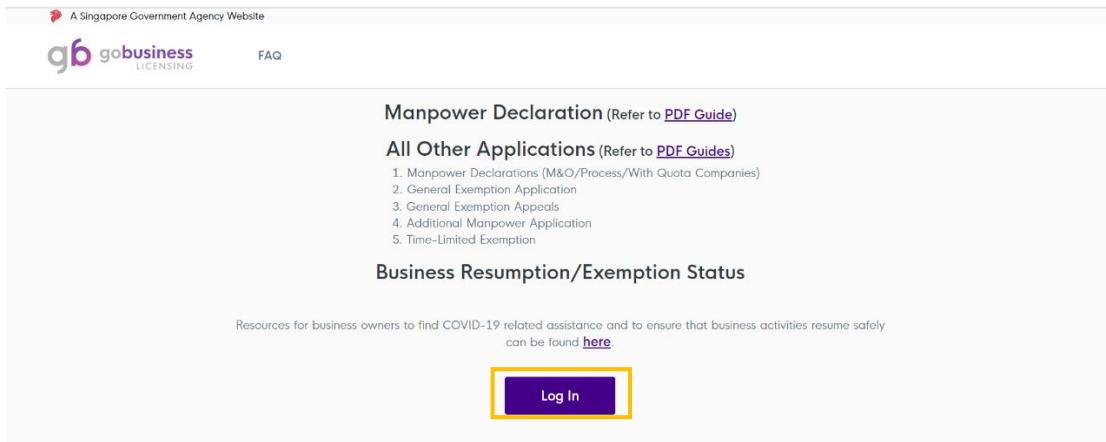 A Singapore Government Agency Website
gb gobusiness
LICENSING
FAQ
Manpower Declaration (Refer to PDF Guide)
All Other Applications (Refer to PDF Guides)
1. Manpower Declarations (M&O/Process/With Quota Companies)
2. General Exemption Application
3. General Exemption Appeals
4. Additional Manpower Application
5. Time-Limited Exemption
Business Resumption/Exemption Status
Resources for business owners to find COVID-19 related assistance and to ensure that business activities resume safely
can be found here.
Log In